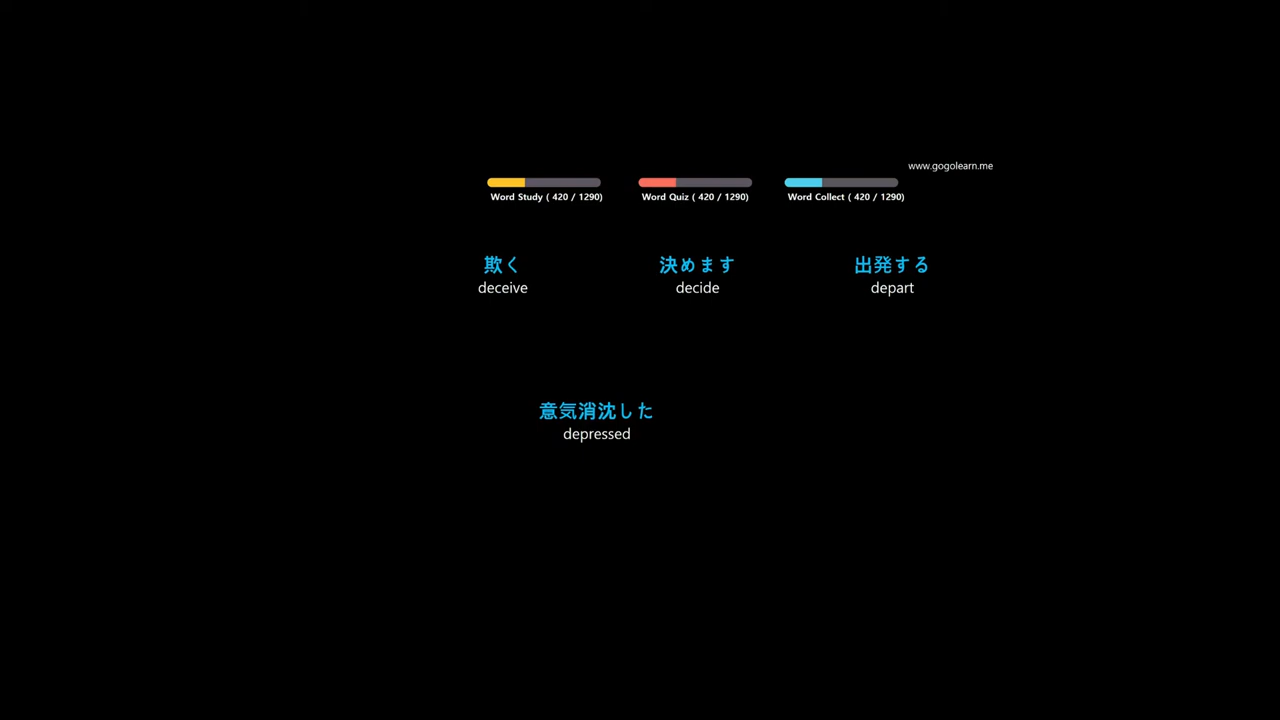 www.gogolearn.me
Word Study ( 420 / 1290)
Word Quiz ( 420 / 1290)
Word Collect ( 420 / 1290)
欺く
deceive
決めます
decide
出発する
depart
意気消沈した
depressed